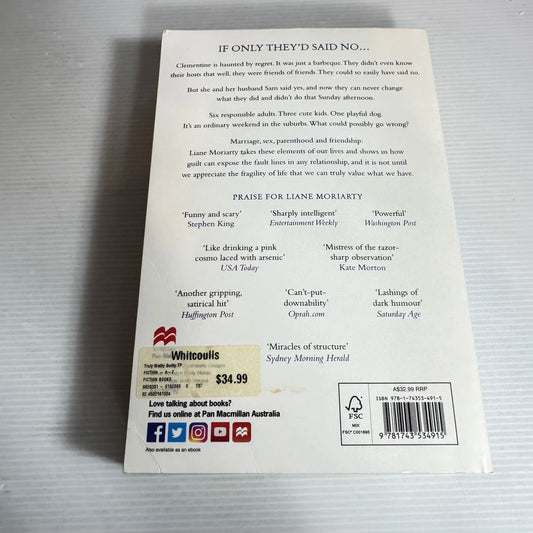 IF ONLY THEY'D SAID NO...
Clementine is haunted by regret. It was just a barbeque. They didn't even know
their hosts that well, they were friends of friends. They could so easily have said no.
But she and her husband Sam said yes, and now they can never change
what they did and didn't do that Sunday afternoon.
Six responsible adults. Three cute kids. One playful dog.
It's an ordinary weekend in the suburbs. What could possibly go wrong?
Marriage, sex, parenthood and friendship:
Liane Moriarty takes these elements of our lives and shows us how
guilt can expose the fault lines in any relationship, and it is not until
we appreciate the fragility of life that we can truly value what we have.
PRAISE FOR LIANE MORIARTY
'Funny and scary'
Stephen King
'Sharply intelligent'
Entertainment Weekly
'Powerful'
Washington Post
'Like drinking a pink
cosmo laced with arsenic'
USA Today
'Mistress of the razor-
sharp observation'
Kate Morton
'Another gripping,
satirical hit'
Huffington Post
'Can't-put-
downability'
Oprah.com
'Lashings of
dark humour'
Saturday Age
'Miracles of structure'
Sydney Morning Herald
Whitcoulls
Truly Madly Guilty TP
FICTION - A-Z
FICTION BOOKS
$34.99
Love talking about books?
Find us online at Pan Macmillan Australia
Also available as an ebook
FSC
MIX
FSC® C001695
A$32.99 RRP
ISBN 978-1-74353-491-5
9 781743 534915